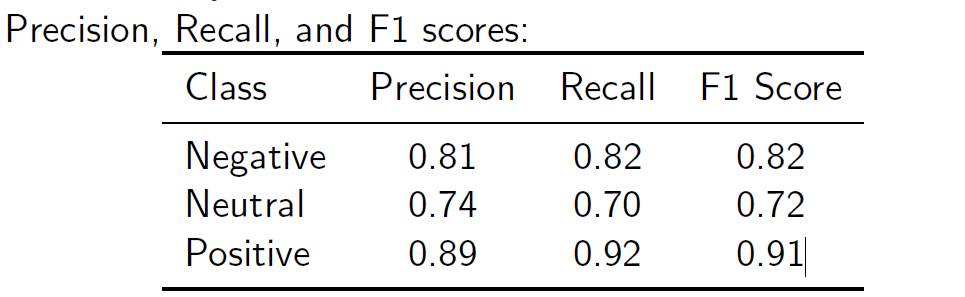 Precision, Recall, and F1 scores:
Class Precision Recall F1 Score
Negative 0.81 0.82 0.82
Neutral 0.74 0.70 0.72
Positive 0.89 0.92 0.91